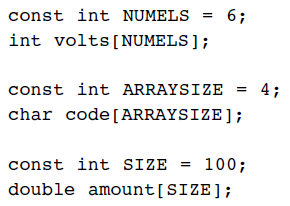 const int NUMELS = 6;
int volts[NUMELS];
const int ARRAYSIZE = 4;
char code[ARRAYSIZE];
const int SIZE = 100;
double amount[SIZE];